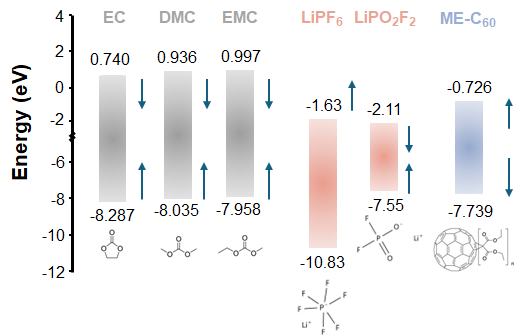 EC DMC EMC LiPF6 LiPO2F2 ME-C60
Energy (eV)
4
2
0
-2
-6
-8
-10
-12
0.740 0.936 0.997 -1.63 -2.11 -0.726
-8.287 -8.035 -7.958 -10.83 -7.55 -7.739
O
O O
O
O O
O
O O
F
F P O-
O
Li+
O O
O O
n
F F
F P- F
F F
Li+